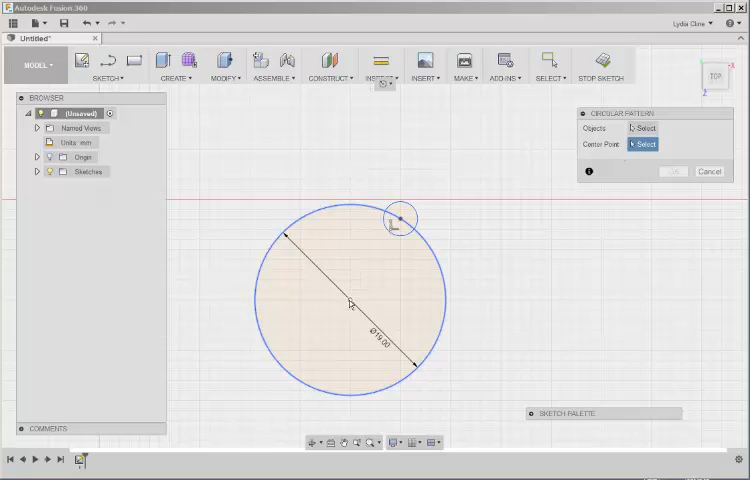 Autodesk Fusion 360
Lydia Cline
Untitled*
MODEL
SKETCH
CREATE
MODIFY
ASSEMBLE
CONSTRUCT
INSERT
MAKE
ADD-INS
SELECT
STOP SKETCH
TOP
X
Z
BROWSER
(Unsaved)
Named Views
Units: mm
Origin
Sketches
CIRCULAR PATTERN
Objects
Select
Center Point
Select
OK
Cancel
Ø19.00
SKETCH PALETTE
COMMENTS